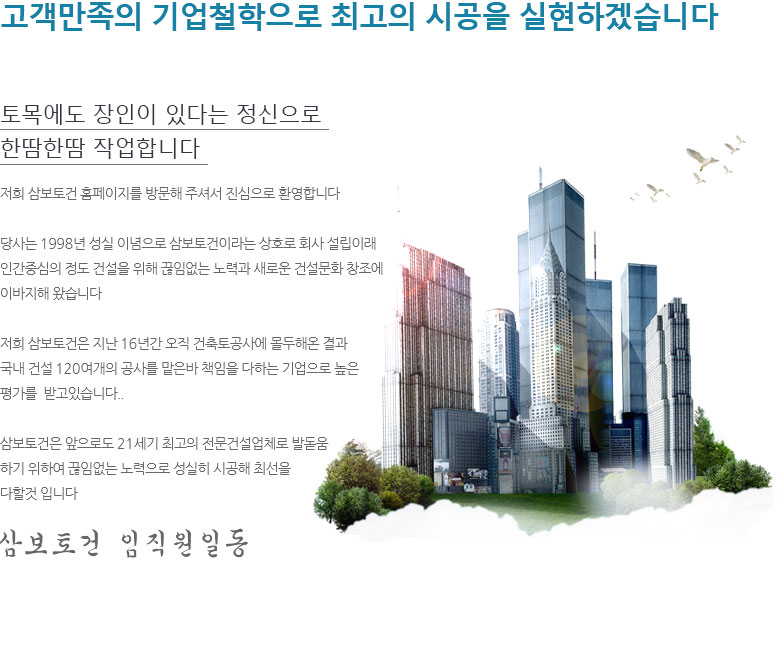 고객만족의 기업철학으로 최고의 시공을 실현하겠습니다
토목에도 장인이 있다는 정신으로
한땀한땀 작업합니다
저희 삼보토건 홈페이지를 방문해 주셔서 진심으로 환영합니다
당사는 1998년 성실 이념으로 삼보토건이라는 상호로 회사 설립이래
인간중심의 정도 건설을 위해 끊임없는 노력과 새로운 건설문화 창조에
이바지해 왔습니다
저희 삼보토건은 지난 16년간 오직 건축토공사에 몰두해온 결과
국내 건설 120여개의 공사를 맡은바 책임을 다하는 기업으로 높은
평가를 받고있습니다..
삼보토건은 앞으로도 21세기 최고의 전문건설업체로 발돋움
하기 위하여 끊임없는 노력으로 성실히 시공해 최선을
다할것 입니다
삼보토건 임직원일동